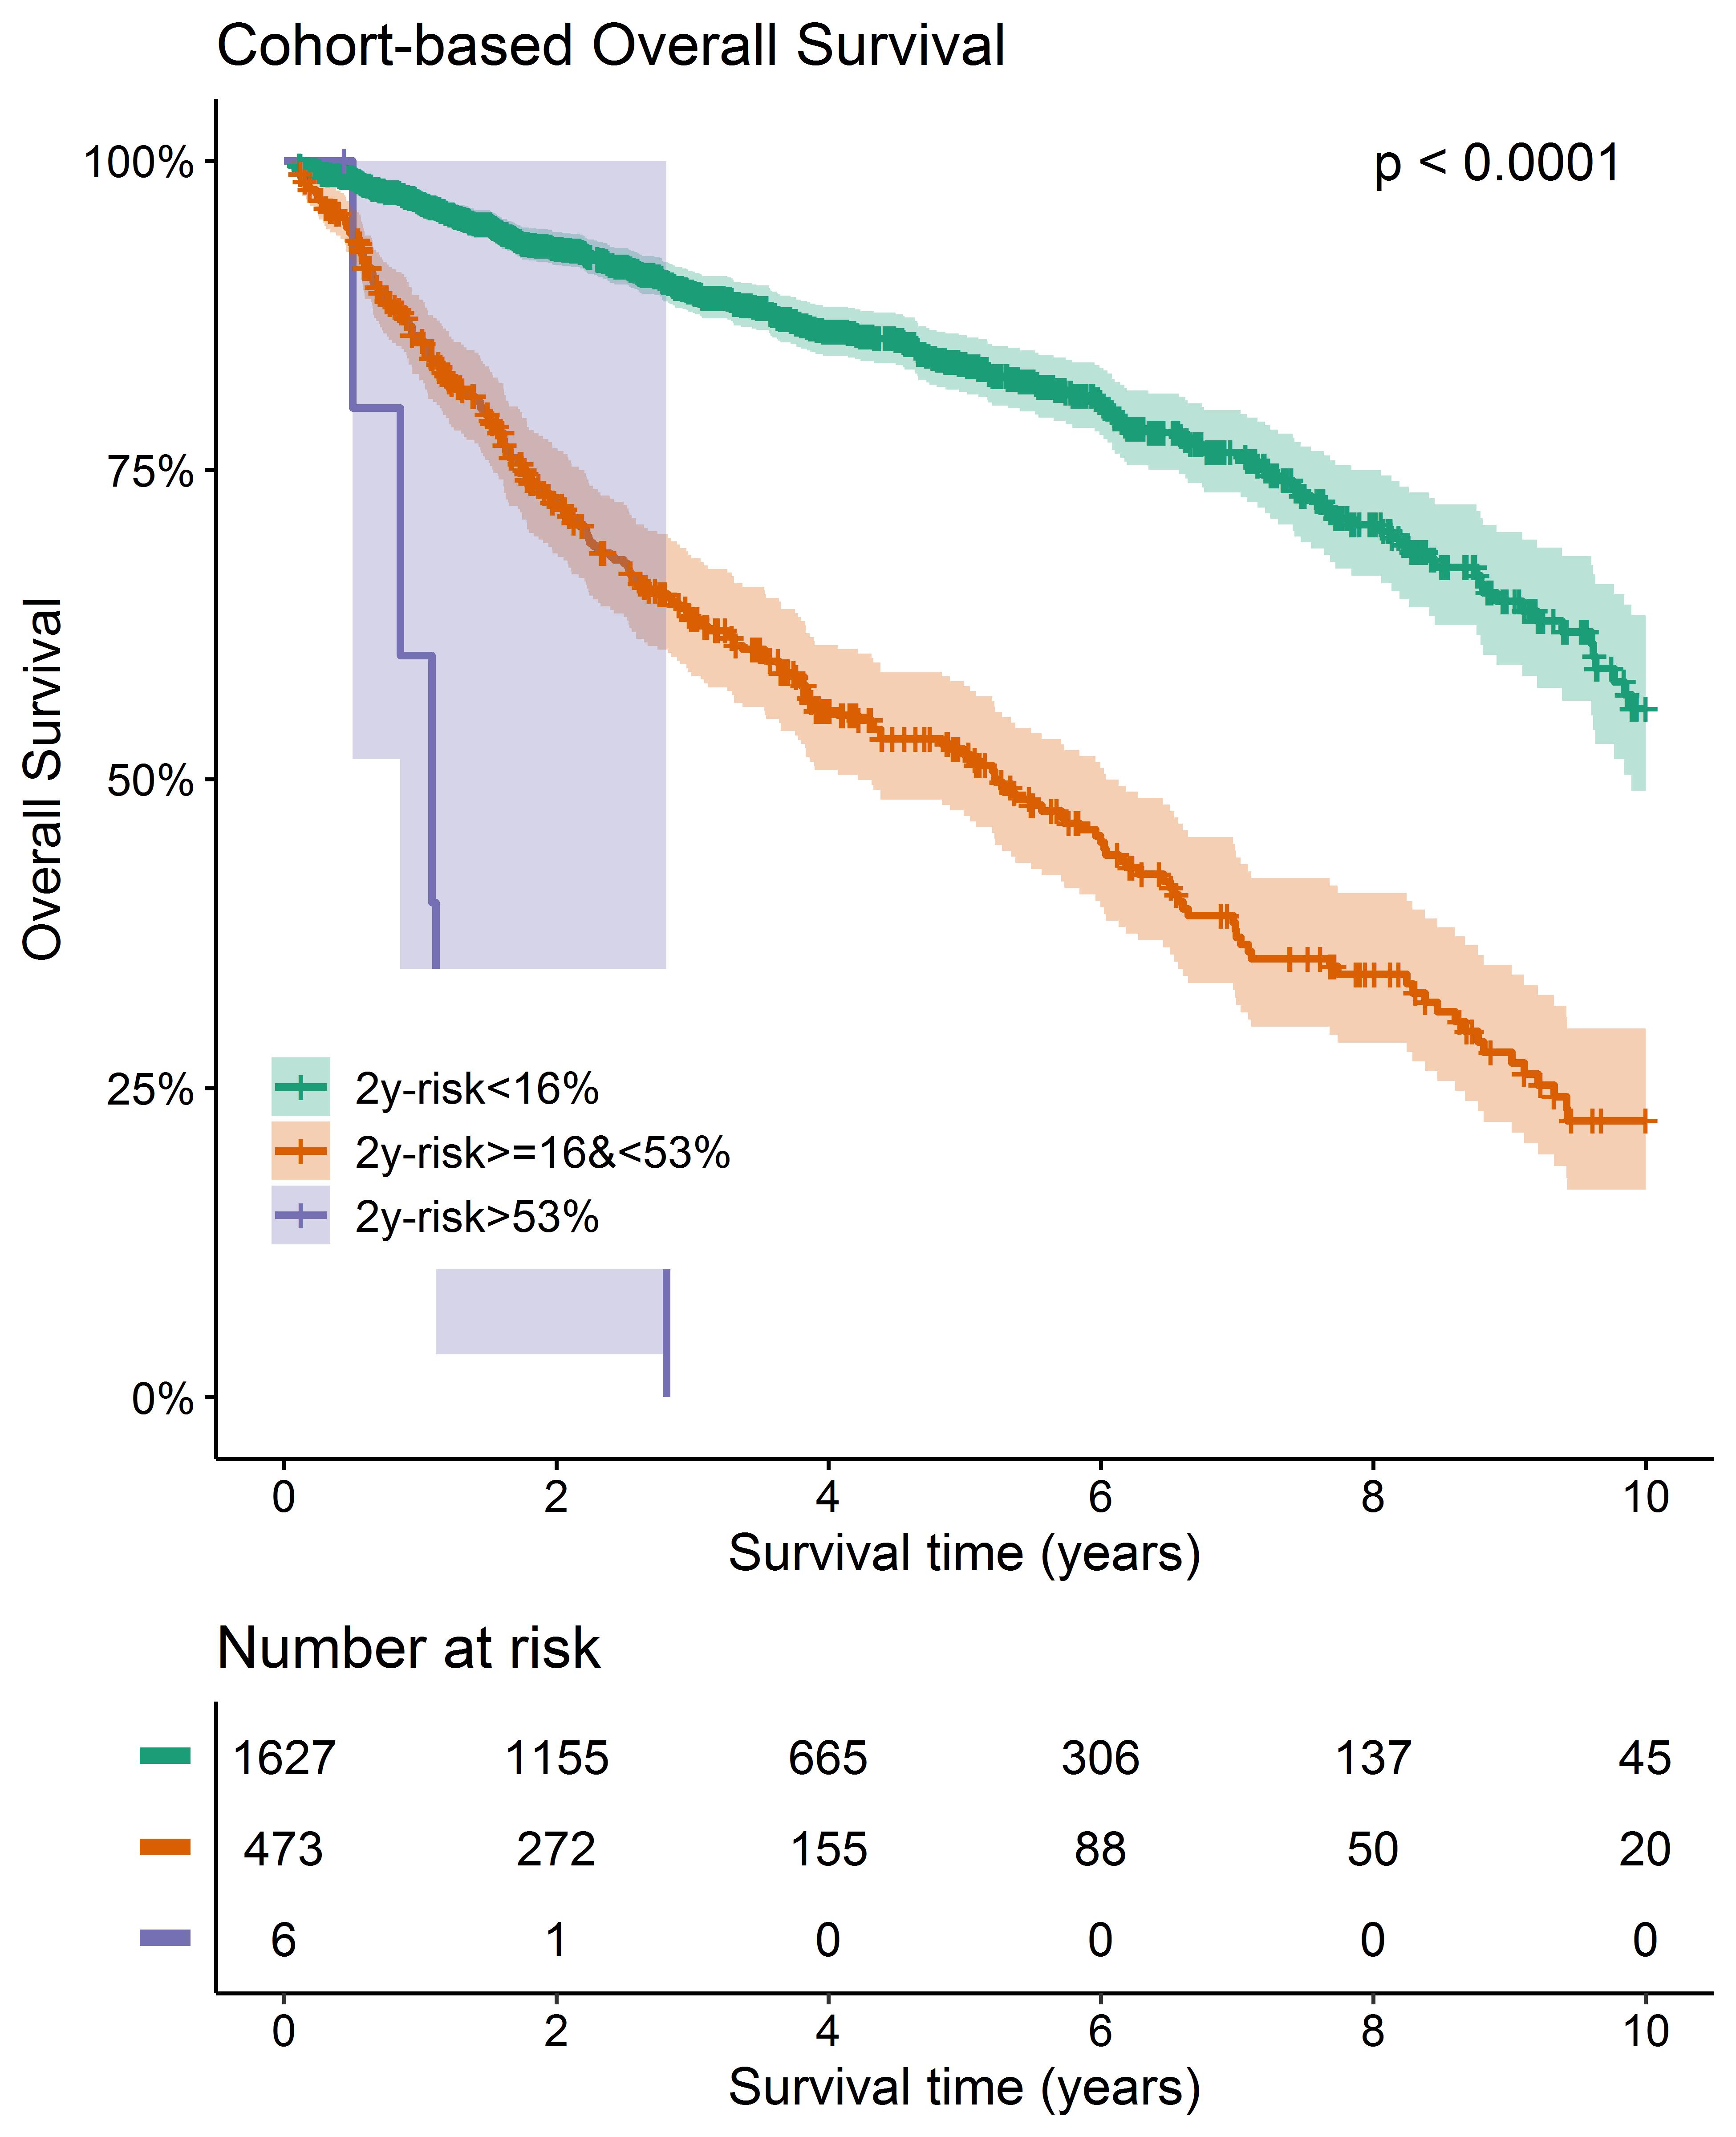 Cohort-based Overall Survival
p < 0.0001
100%
75%
50%
25%
0%
Overall Survival
2y-risk<16%
2y-risk>=16&<53%
2y-risk>53%
0 2 4 6 8 10
Survival time (years)
Number at risk
1627 1155 665 306 137 45
473 272 155 88 50 20
6 1 0 0 0 0
0 2 4 6 8 10
Survival time (years)